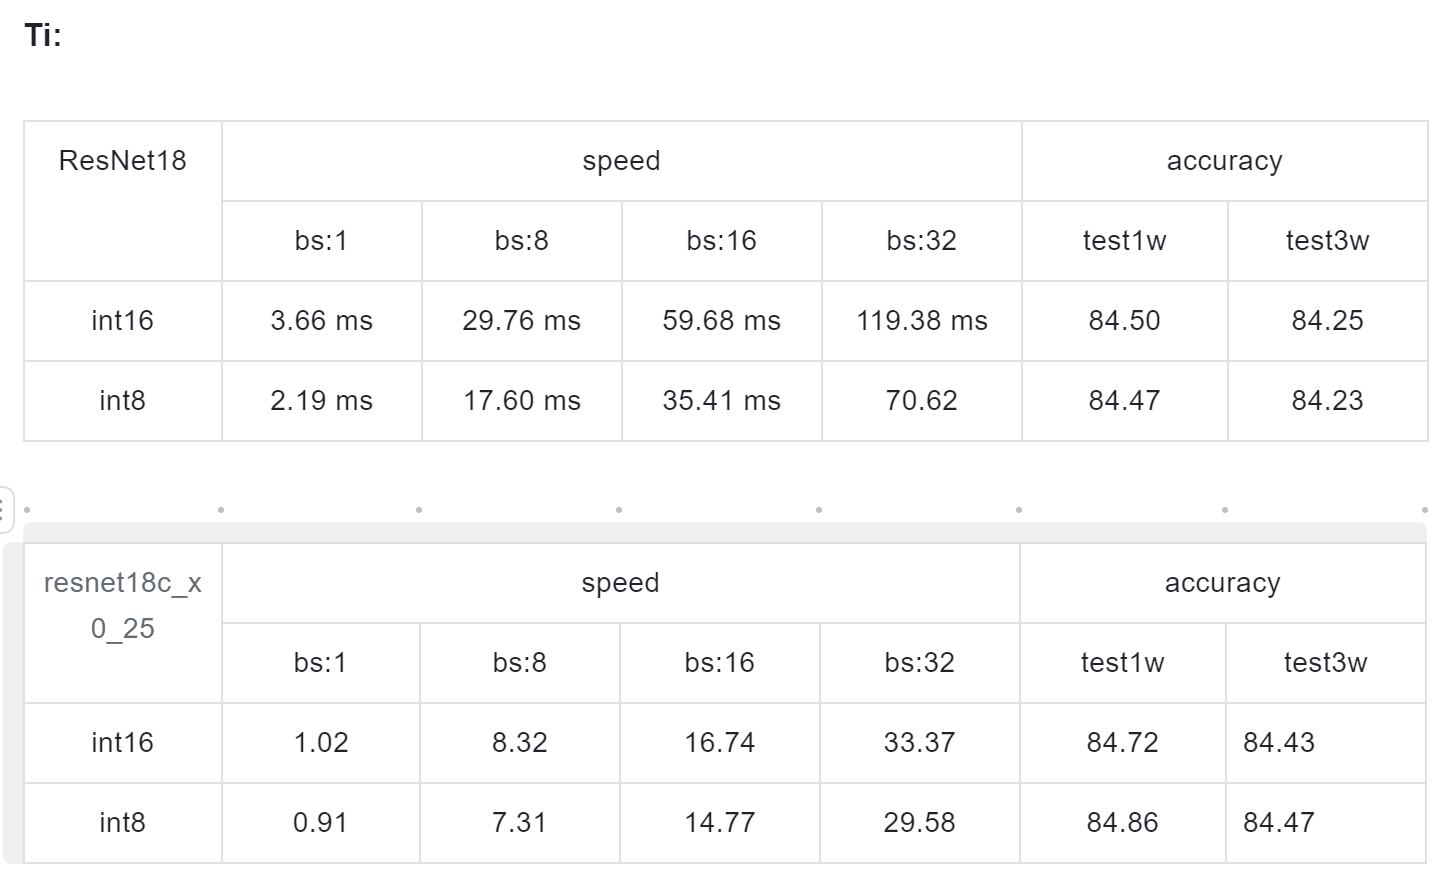 Ti:
ResNet18 speed accuracy
bs:1 bs:8 bs:16 bs:32 test1w test3w
int16 3.66 ms 29.76 ms 59.68 ms 119.38 ms 84.50 84.25
int8 2.19 ms 17.60 ms 35.41 ms 70.62 84.47 84.23
resnet18c_x speed accuracy
0_25
bs:1 bs:8 bs:16 bs:32 test1w test3w
int16 1.02 8.32 16.74 33.37 84.72 84.43
int8 0.91 7.31 14.77 29.58 84.86 84.47